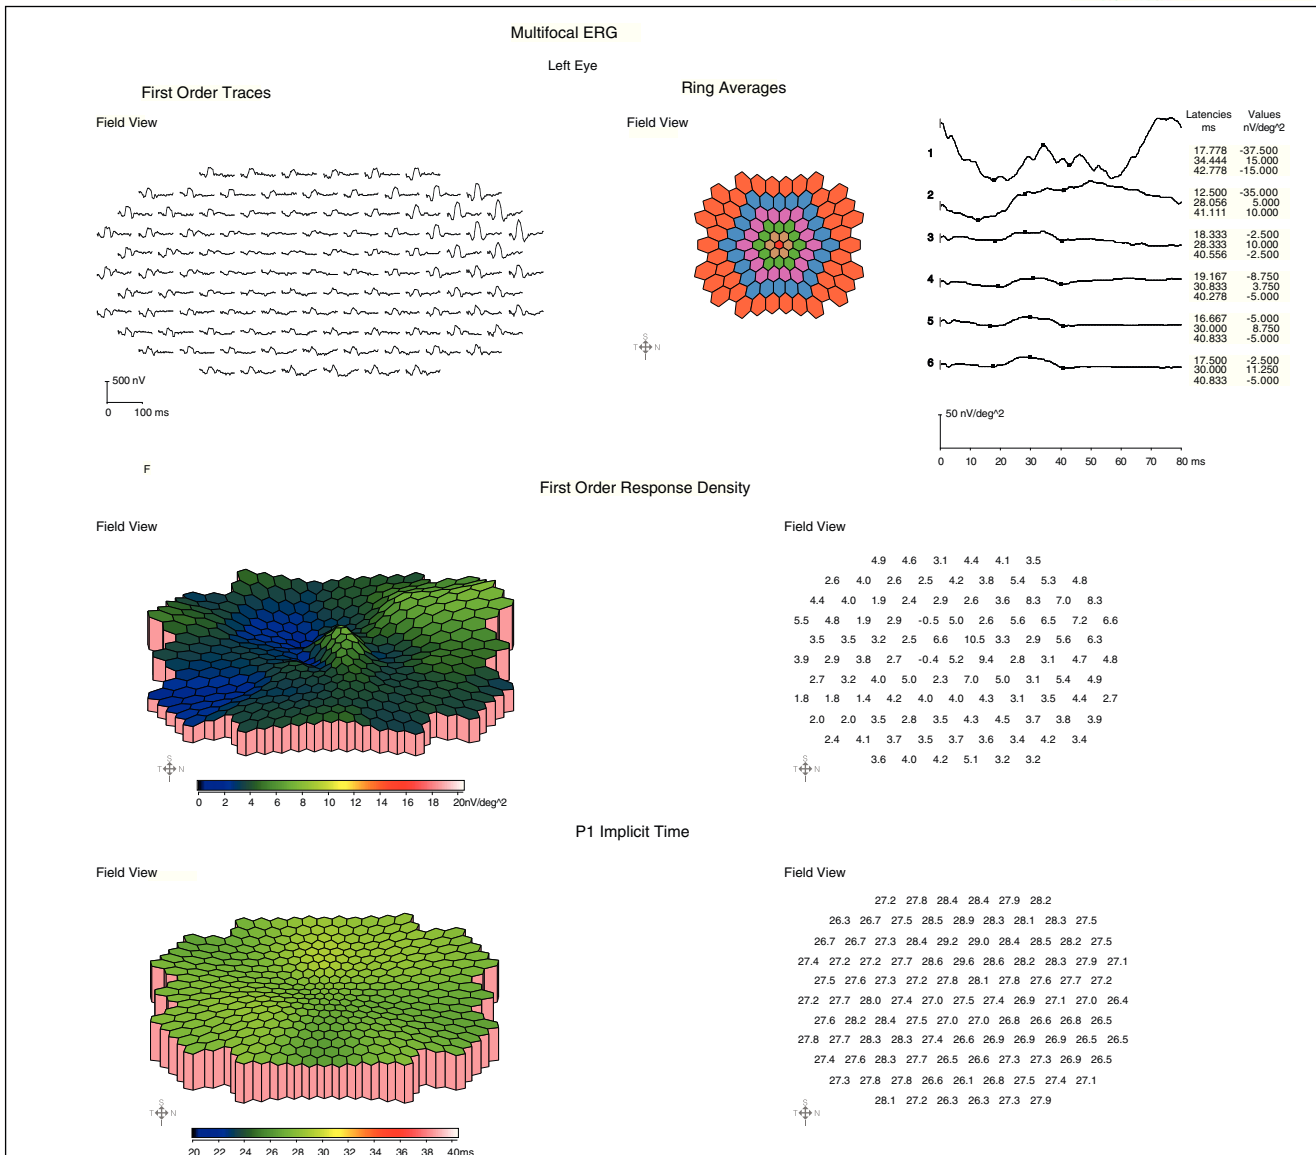 Multifocal ERG
Left Eye
First Order Traces
Ring Averages
Field View
Field View
Latencies Values
ms nV/deg^2
1
17.778 -37.500
34.444 15.000
42.778 -15.000
2
12.500 -35.000
28.056 5.000
41.111 10.000
3
18.333 -2.500
28.333 10.000
40.556 -2.500
4
19.167 -8.750
30.833 3.750
40.278 -5.000
5
16.667 -5.000
30.000 8.750
40.833 -5.000
6
17.500 -2.500
30.000 11.250
40.833 -5.000
S
T N
500 nV
0 100 ms
50 nV/deg^2
0 10 20 30 40 50 60 70 80 ms
F
First Order Response Density
Field View
Field View
4.9 4.6 3.1 4.4 4.1 3.5
2.6 4.0 2.6 2.5 4.2 3.8 5.4 5.3 4.8
4.4 4.0 1.9 2.4 2.9 2.6 3.6 8.3 7.0 8.3
5.5 4.8 1.9 2.9 -0.5 5.0 2.6 5.6 6.5 7.2 6.6
3.5 3.5 3.2 2.5 6.6 10.5 3.3 2.9 5.6 6.3
3.9 2.9 3.8 2.7 -0.4 5.2 9.4 2.8 3.1 4.7 4.8
2.7 3.2 4.0 5.0 2.3 7.0 5.0 3.1 5.4 4.9
1.8 1.8 1.4 4.2 4.0 4.0 4.3 3.1 3.5 4.4 2.7
2.0 2.0 3.5 2.8 3.5 4.3 4.5 3.7 3.8 3.9
2.4 4.1 3.7 3.5 3.7 3.6 3.4 4.2 3.4
3.6 4.0 4.2 5.1 3.2 3.2
S
T N
S
T N
0 2 4 6 8 10 12 14 16 18 20nV/deg^2
P1 Implicit Time
Field View
Field View
27.2 27.8 28.4 28.4 27.9 28.2
26.3 26.7 27.5 28.5 28.9 28.3 28.1 28.3 27.5
26.7 26.7 27.3 28.4 29.2 29.0 28.4 28.5 28.2 27.5
27.4 27.2 27.2 27.7 28.6 29.6 28.6 28.2 28.3 27.9 27.1
27.5 27.6 27.3 27.2 27.8 28.1 27.8 27.6 27.7 27.2
27.2 27.7 28.0 27.4 27.0 27.5 27.4 26.9 27.1 27.0 26.4
27.6 28.2 28.4 27.5 27.0 27.0 26.8 26.6 26.8 26.5
27.8 27.7 28.3 28.3 27.4 26.6 26.9 26.9 26.9 26.5 26.5
27.4 27.6 28.3 27.7 26.5 26.6 27.3 27.3 26.9 26.5
27.3 27.8 27.8 26.6 26.1 26.8 27.5 27.4 27.1
28.1 27.2 26.3 26.3 27.3 27.9
S
T N
S
T N
20 22 24 26 28 30 32 34 36 38 40ms